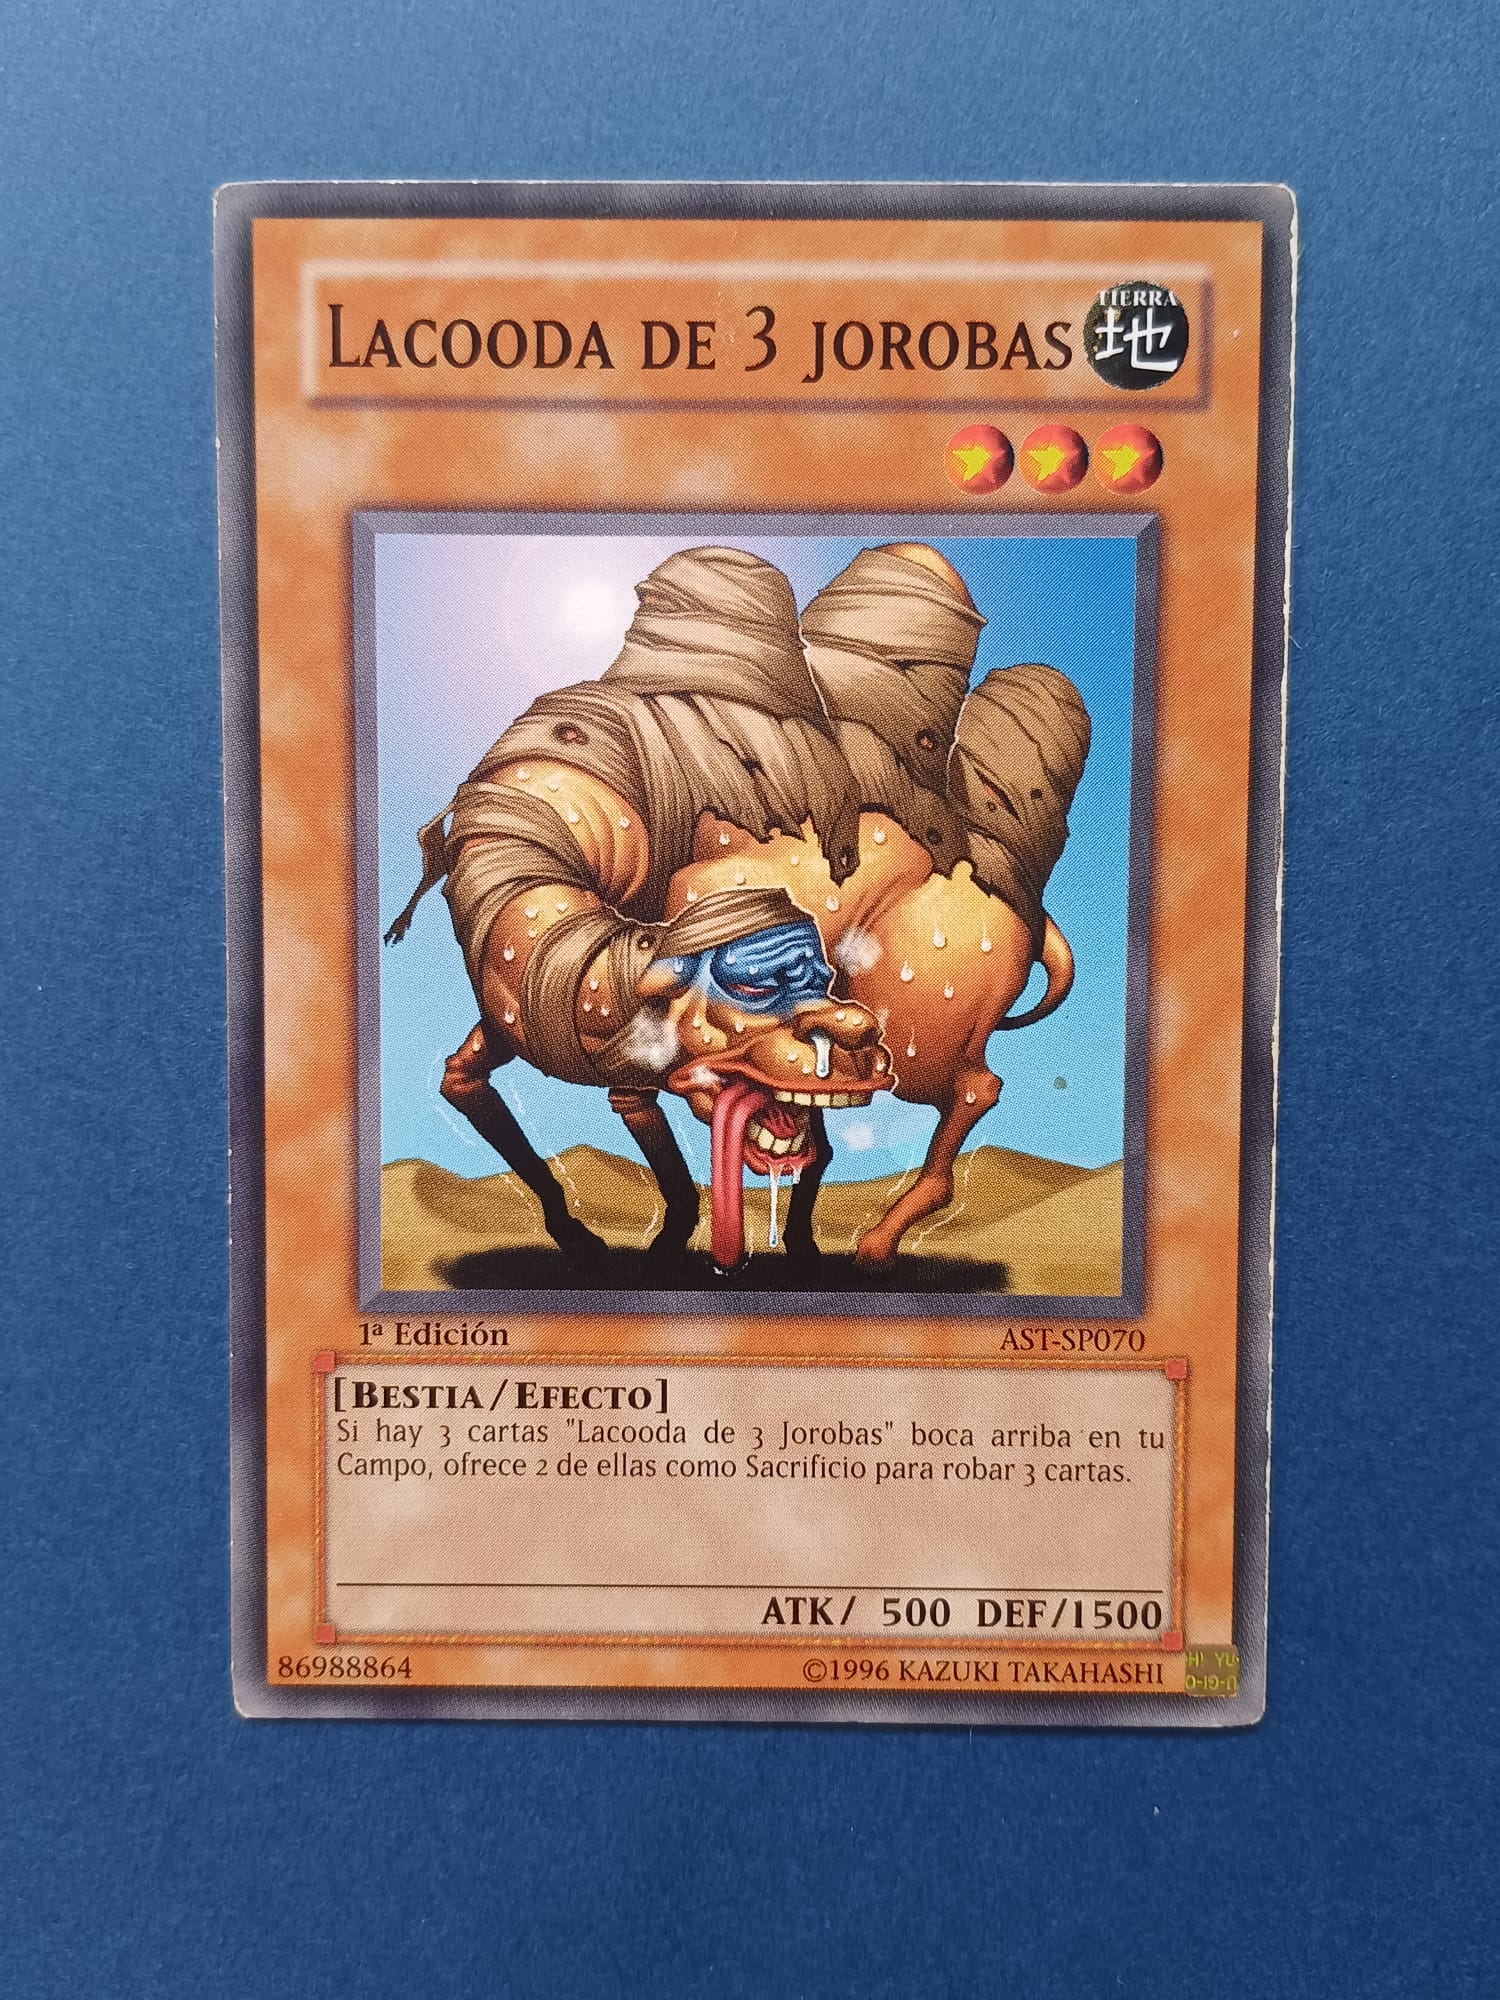 LACOODA DE 3 JOROBAS
TIERRA
地
1ª Edición
AST-SP070
[BESTIA/EFECTO]
Si hay 3 cartas "Lacooda de 3 Jorobas" boca arriba en tu
Campo, ofrece 2 de ellas como Sacrificio para robar 3 cartas.
ATK/ 500 DEF/1500
86988864
©1996 KAZUKI TAKAHASHI